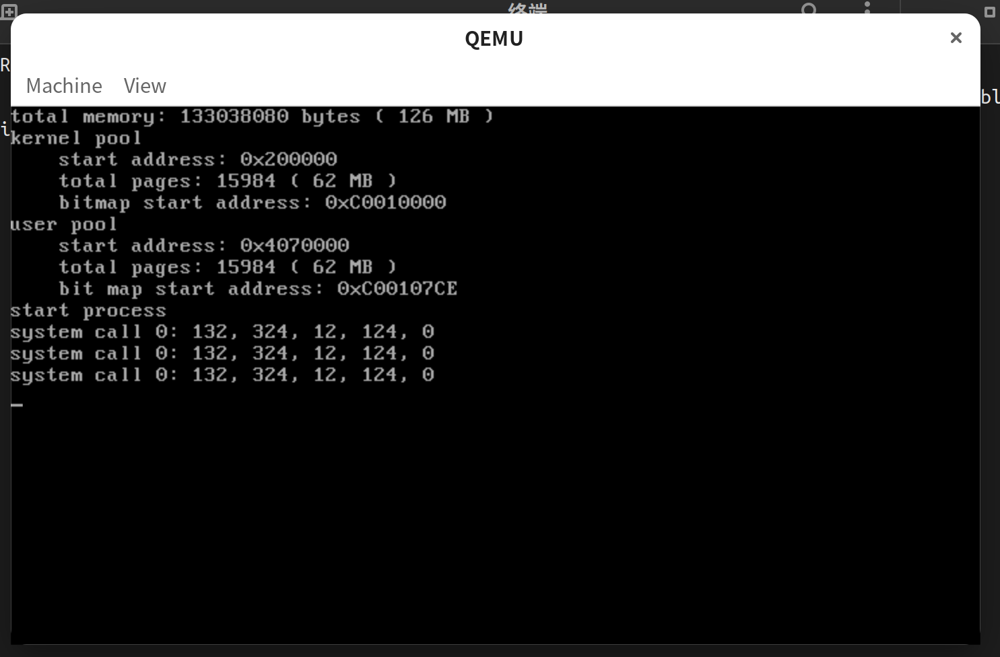 终端
QEMU
R
Machine View
bl
i
total memory: 133038080 bytes ( 126 MB )
kernel pool
    start address: 0x200000
    total pages: 15984 ( 62 MB )
    bitmap start address: 0xC0010000
user pool
    start address: 0x4070000
    total pages: 15984 ( 62 MB )
    bit map start address: 0xC00107CE
start process
system call 0: 132, 324, 12, 124, 0
system call 0: 132, 324, 12, 124, 0
system call 0: 132, 324, 12, 124, 0
_